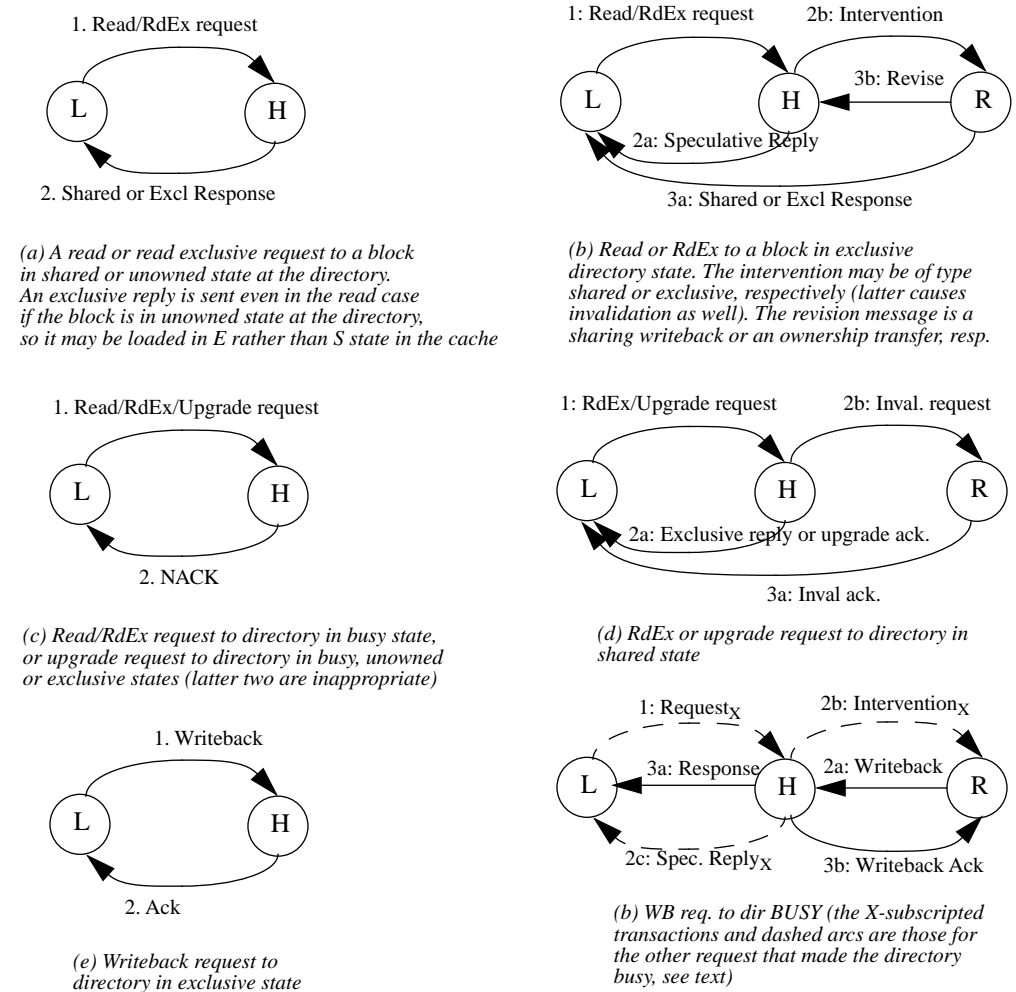 1. Read/RdEx request
L
H
2. Shared or Excl Response
(a) A read or read exclusive request to a block
in shared or unowned state at the directory.
An exclusive reply is sent even in the read case
if the block is in unowned state at the directory,
so it may be loaded in E rather than S state in the cache
1: Read/RdEx request
2b: Intervention
3b: Revise
L
H
R
2a: Speculative Reply
3a: Shared or Excl Response
(b) Read or RdEx to a block in exclusive
directory state. The intervention may be of type
shared or exclusive, respectively (latter causes
invalidation as well). The revision message is a
sharing writeback or an ownership transfer, resp.
1. Read/RdEx/Upgrade request
L
H
2. NACK
(c) Read/RdEx request to directory in busy state,
or upgrade request to directory in busy, unowned
or exclusive states (latter two are inappropriate)
1: RdEx/Upgrade request
2b: Inval. request
L
H
R
2a: Exclusive reply or upgrade ack.
3a: Inval ack.
(d) RdEx or upgrade request to directory in
shared state
1. Writeback
L
H
2. Ack
(e) Writeback request to
directory in exclusive state
1: RequestX
2b: InterventionX
3a: Response
2a: Writeback
L
H
R
2c: Spec. ReplyX
3b: Writeback Ack
(b) WB req. to dir BUSY (the X-subscripted
transactions and dashed arcs are those for
the other request that made the directory
busy, see text)